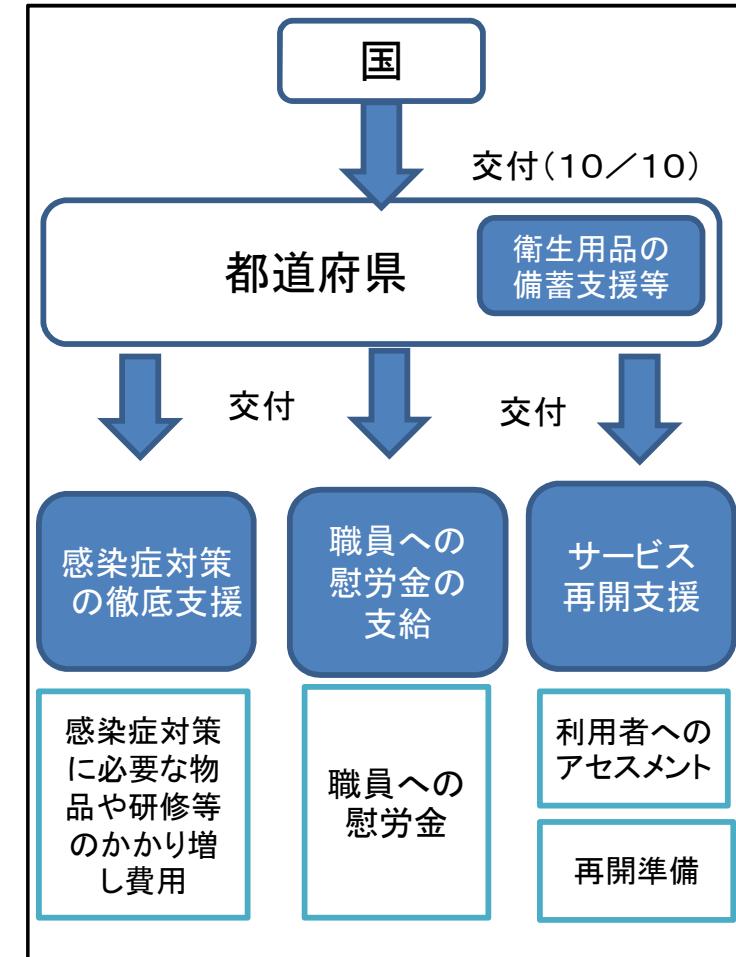 国
交付(10/10)
都道府県
衛生用品の
備蓄支援等
交付
交付
感染症対策
の徹底支援
職員への
慰労金の
支給
サービス
再開支援
感染症対策
に必要な物
品や研修等
のかかり増
し費用
職員への
慰労金
利用者への
アセスメント
再開準備